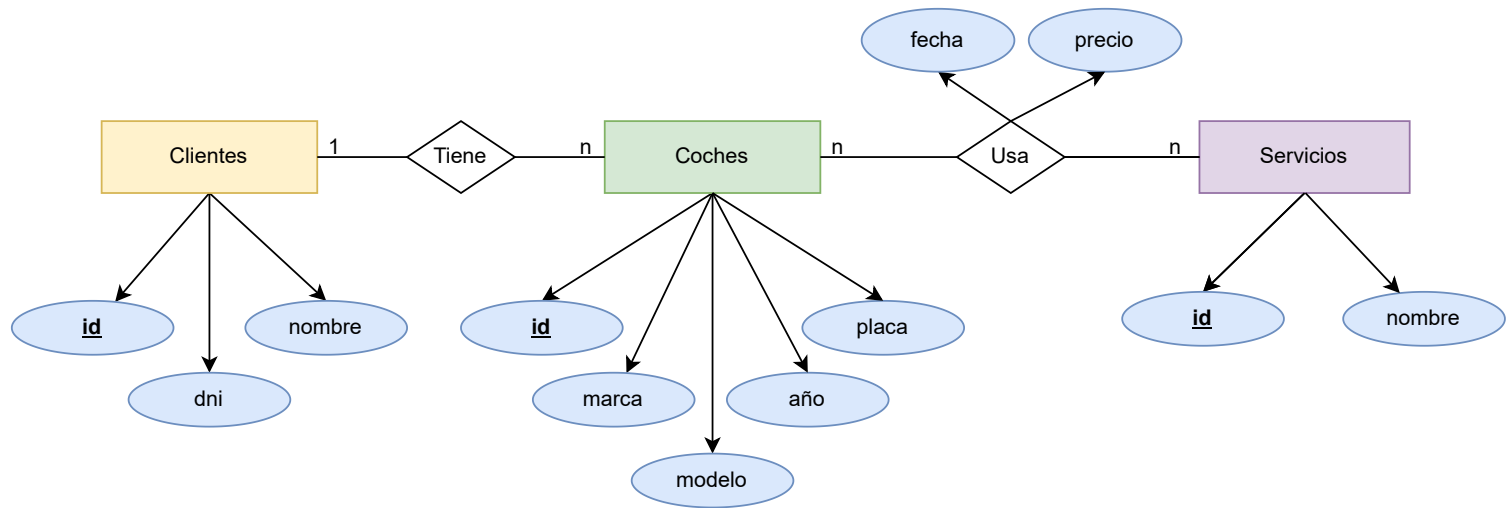 fecha
precio
Clientes
1
Tiene
n
Coches
n
Usa
n
Servicios
id
dni
nombre
id
marca
modelo
año
placa
id
nombre